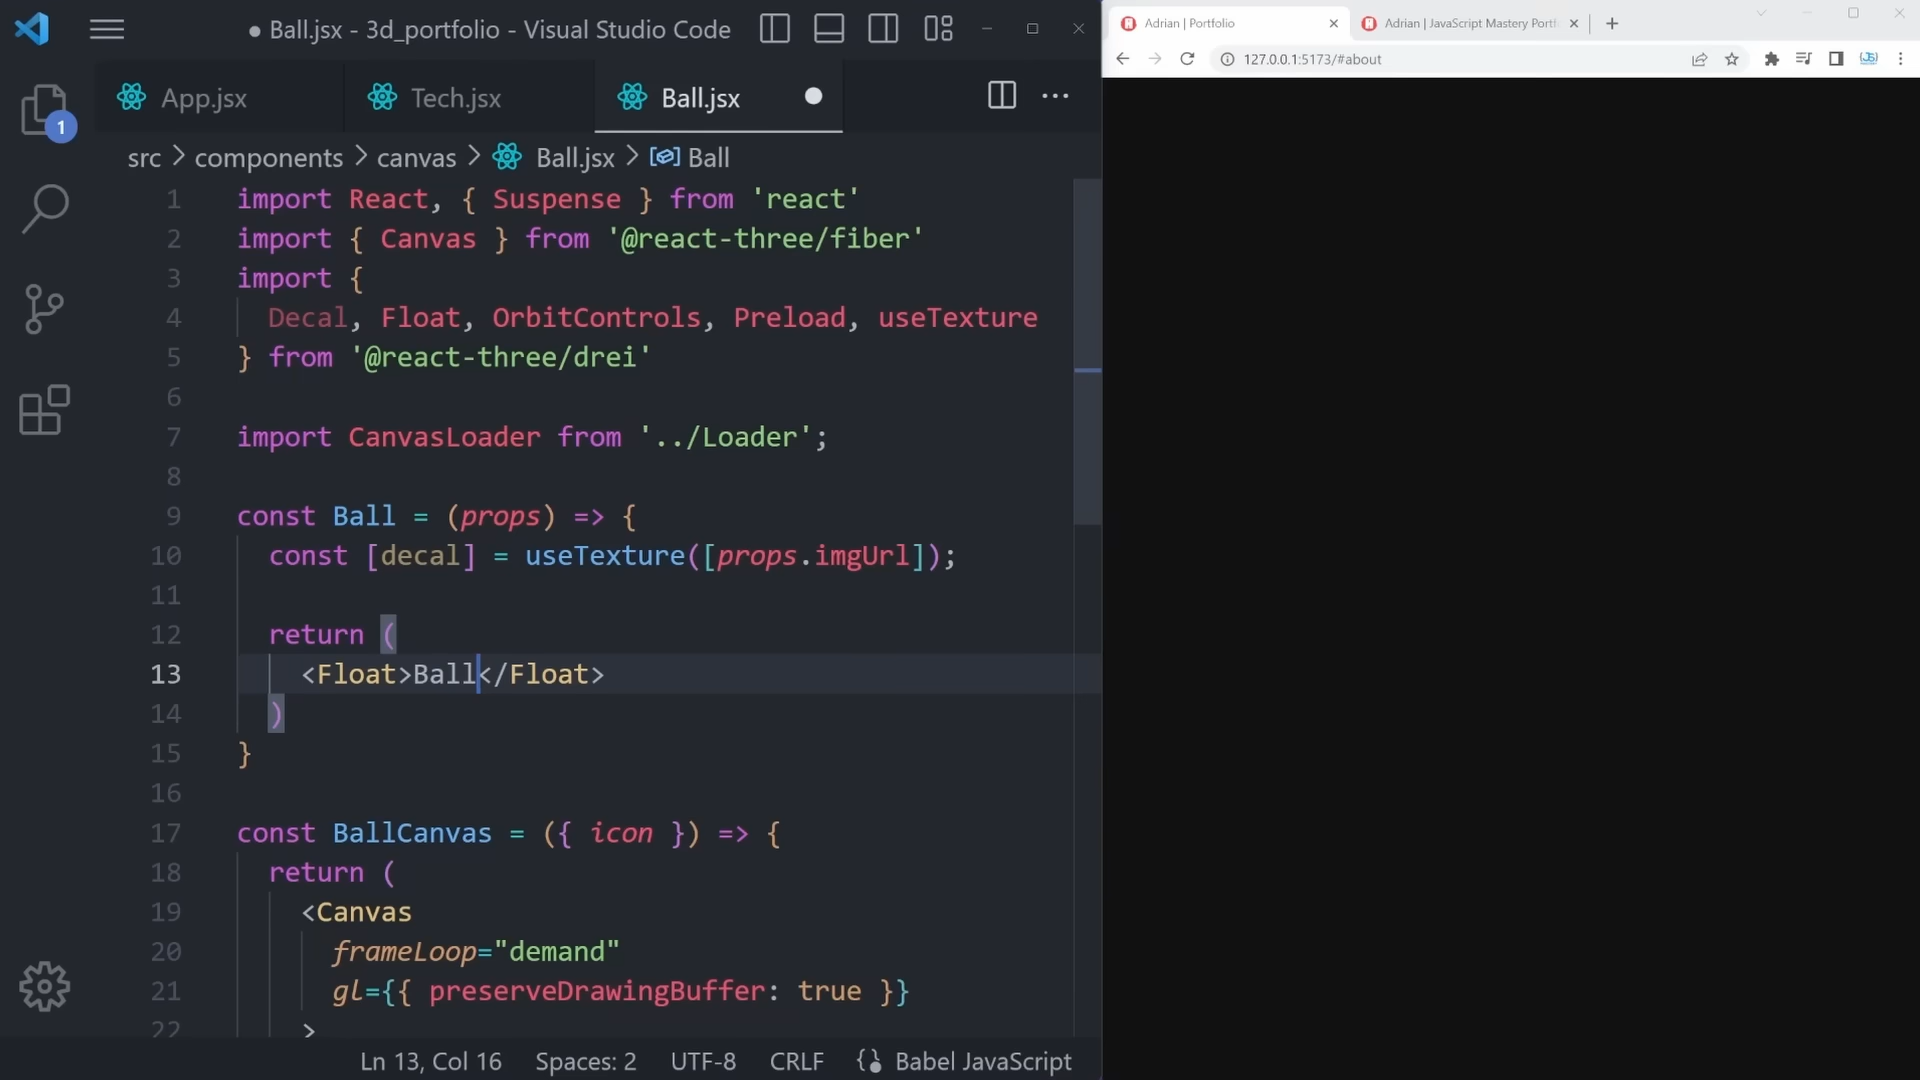 Ball.jsx - 3d_portfolio - Visual Studio Code
App.jsx
Tech.jsx
Ball.jsx
src > components > canvas > Ball.jsx > Ball
1 import React, { Suspense } from 'react'
2 import { Canvas } from '@react-three/fiber'
3 import {
4 Decal, Float, OrbitControls, Preload, useTexture
5 } from '@react-three/drei'
6
7 import CanvasLoader from '../Loader';
8
9 const Ball = (props) => {
10 const [decal] = useTexture([props.imgUrl]);
11
12 return (
13 <Float>Ball</Float>
14 )
15 }
16
17 const BallCanvas = ({ icon }) => {
18 return (
19 <Canvas
20 frameLoop="demand"
21 gl={{ preserveDrawingBuffer: true }}
22 >
1
Ln 13, Col 16
Spaces: 2
UTF-8
CRLF
Babel JavaScript
Adrian | Portfolio
Adrian | JavaScript Mastery Portf
127.0.0.1:5173/#about